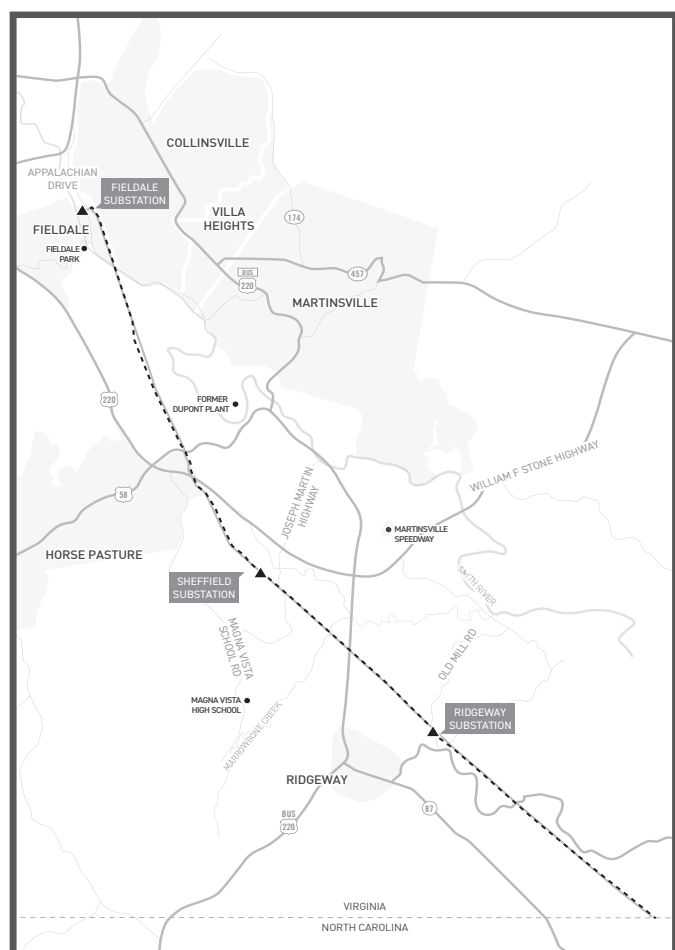 COLLINSVILLE
APPALACHIAN
DRIVE
FIELDALE
SUBSTATION
VILLA
HEIGHTS
174
FIELDALE
FIELDALE
PARK
BUS
220
457
MARTINSVILLE
220
FORMER
DUPONT PLANT
WILLIAM F STONE HIGHWAY
58
JOSEPH MARTIN
HIGHWAY
MARTINSVILLE
SPEEDWAY
HORSE PASTURE
SHEFFIELD
SUBSTATION
SMITH RIVER
MAGNA VISTA
SCHOOL RD
OLD MILL RD
MAGNA VISTA
HIGH SCHOOL
MARROWBONE CREEK
RIDGEWAY
SUBSTATION
RIDGEWAY
87
BUS
220
VIRGINIA
NORTH CAROLINA